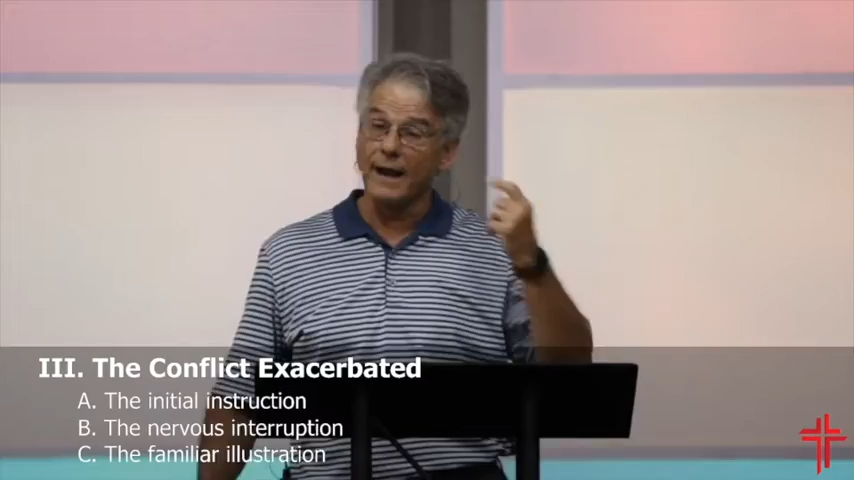 III. The Conflict Exacerbated
A. The initial instruction
B. The nervous interruption
C. The familiar illustration